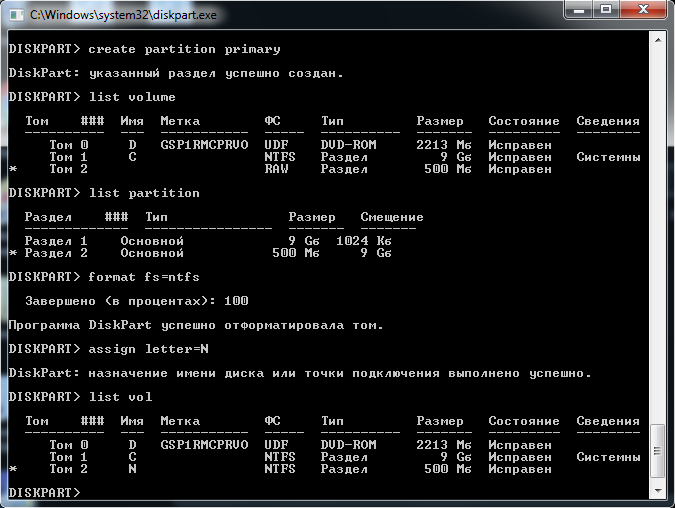 C:\Windows\system32\diskpart.exe
DISKPART> create partition primary
DiskPart: указанный раздел успешно создан.
DISKPART> list volume
Том ### Имя Метка ФС Тип Размер Состояние Сведения
Том 0 D GSP1RMCPRVO UDF DVD-ROM 2213 Mб Исправен
Том 1 C NTFS Раздел 9 Gб Исправен Системны
* Том 2 RAW Раздел 500 Mб Исправен
DISKPART> list partition
Раздел ### Тип Размер Смещение
Раздел 1 Основной 9 Gб 1024 Kб
* Раздел 2 Основной 500 Mб 9 Gб
DISKPART> format fs=ntfs
Завершено (в процентах): 100
Программа DiskPart успешно отформатировала том.
DISKPART> assign letter=N
DiskPart: назначение имени диска или точки подключения выполнено успешно.
DISKPART> list vol
Том ### Имя Метка ФС Тип Размер Состояние Сведения
Том 0 D GSP1RMCPRVO UDF DVD-ROM 2213 Mб Исправен
Том 1 C NTFS Раздел 9 Gб Исправен Системны
* Том 2 N NTFS Раздел 500 Mб Исправен
DISKPART>